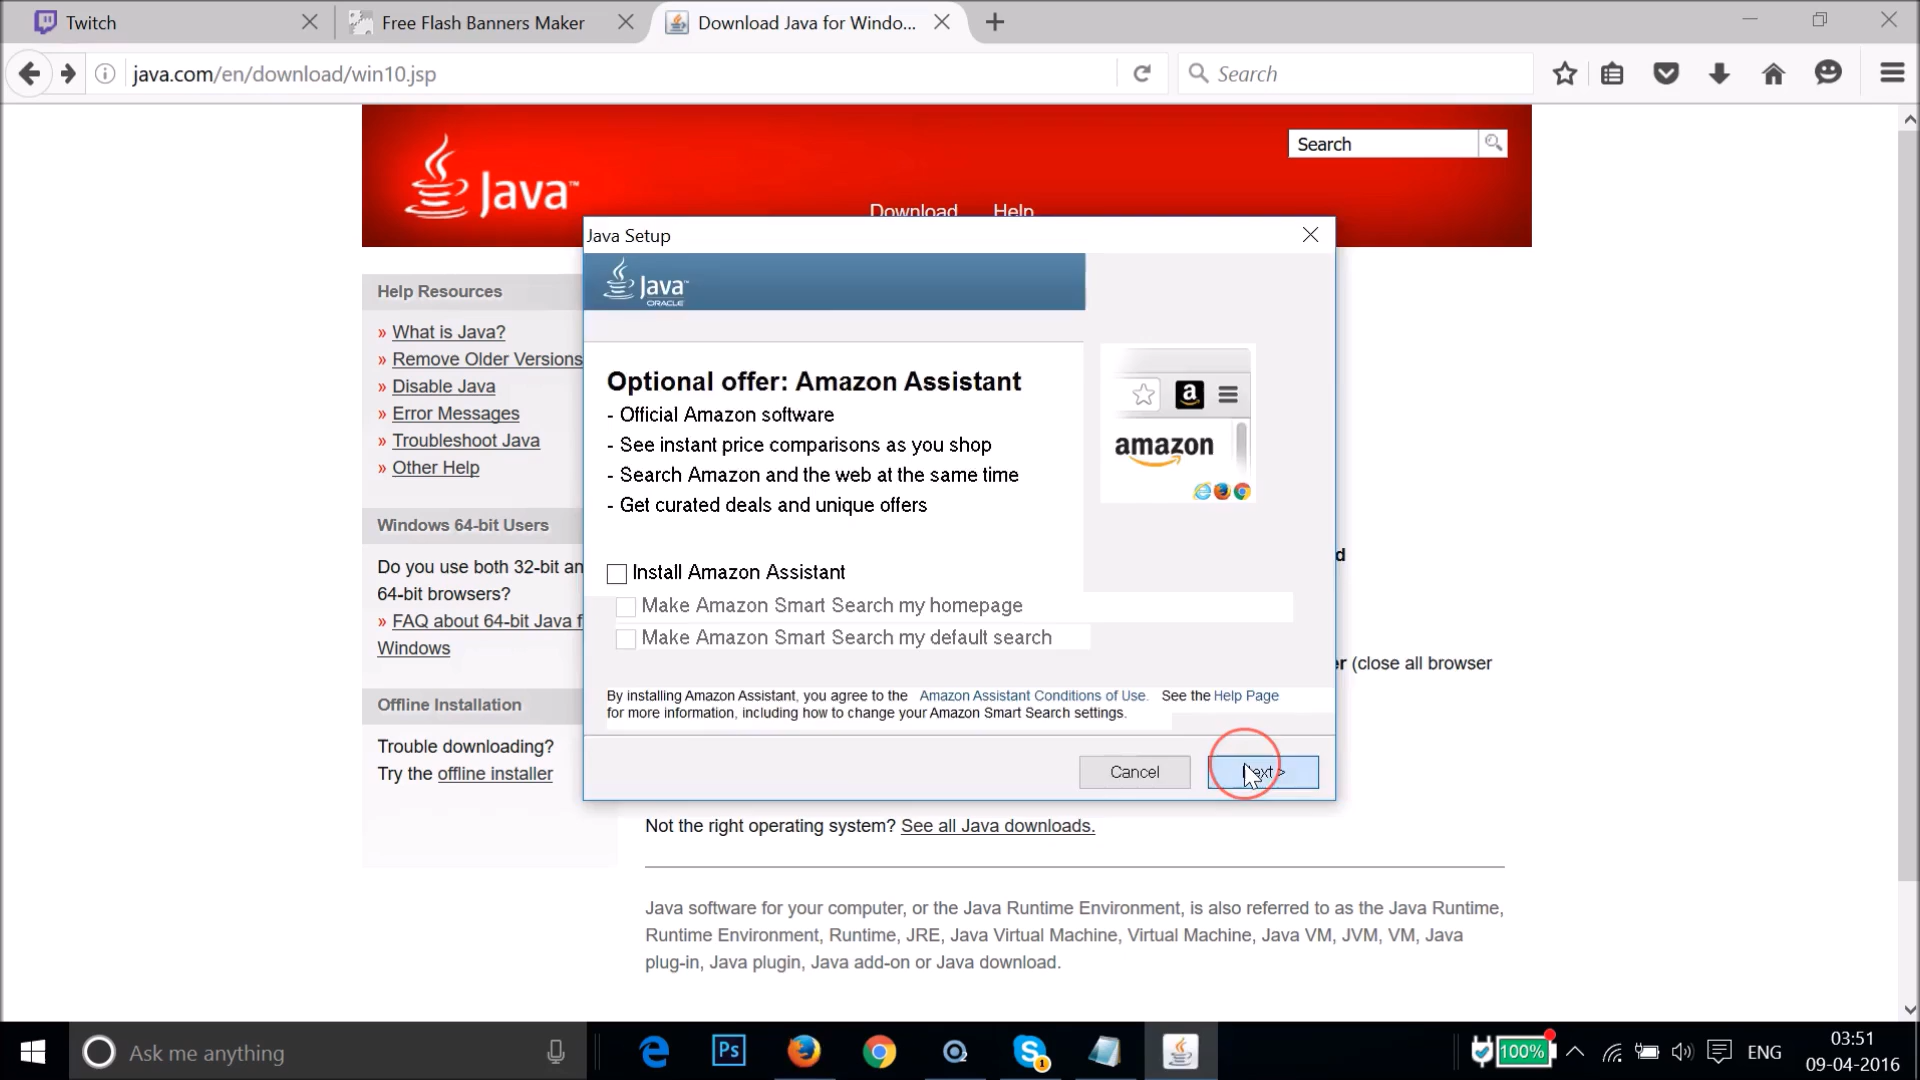 Twitch
Free Flash Banners Maker
Download Java for Windo...
java.com/en/download/win10.jsp
Search
Java™
Search
Download Help
Java Setup
Java™
ORACLE
Help Resources
» What is Java?
» Remove Older Versions
» Disable Java
» Error Messages
» Troubleshoot Java
» Other Help
Windows 64-bit Users
Do you use both 32-bit an
64-bit browsers?
» FAQ about 64-bit Java f
Windows
Offline Installation
Trouble downloading?
Try the offline installer
Optional offer: Amazon Assistant
- Official Amazon software
- See instant price comparisons as you shop
- Search Amazon and the web at the same time
- Get curated deals and unique offers
a
amazon
Install Amazon Assistant
Make Amazon Smart Search my homepage
Make Amazon Smart Search my default search
By installing Amazon Assistant, you agree to the Amazon Assistant Conditions of Use. See the Help Page
for more information, including how to change your Amazon Smart Search settings.
Cancel
(close all browser
Not the right operating system? See all Java downloads.
Java software for your computer, or the Java Runtime Environment, is also referred to as the Java Runtime,
Runtime Environment, Runtime, JRE, Java Virtual Machine, Virtual Machine, Java VM, JVM, VM, Java
plug-in, Java plugin, Java add-on or Java download.
Ask me anything
Ps
1
100%
ENG
03:51
09-04-2016